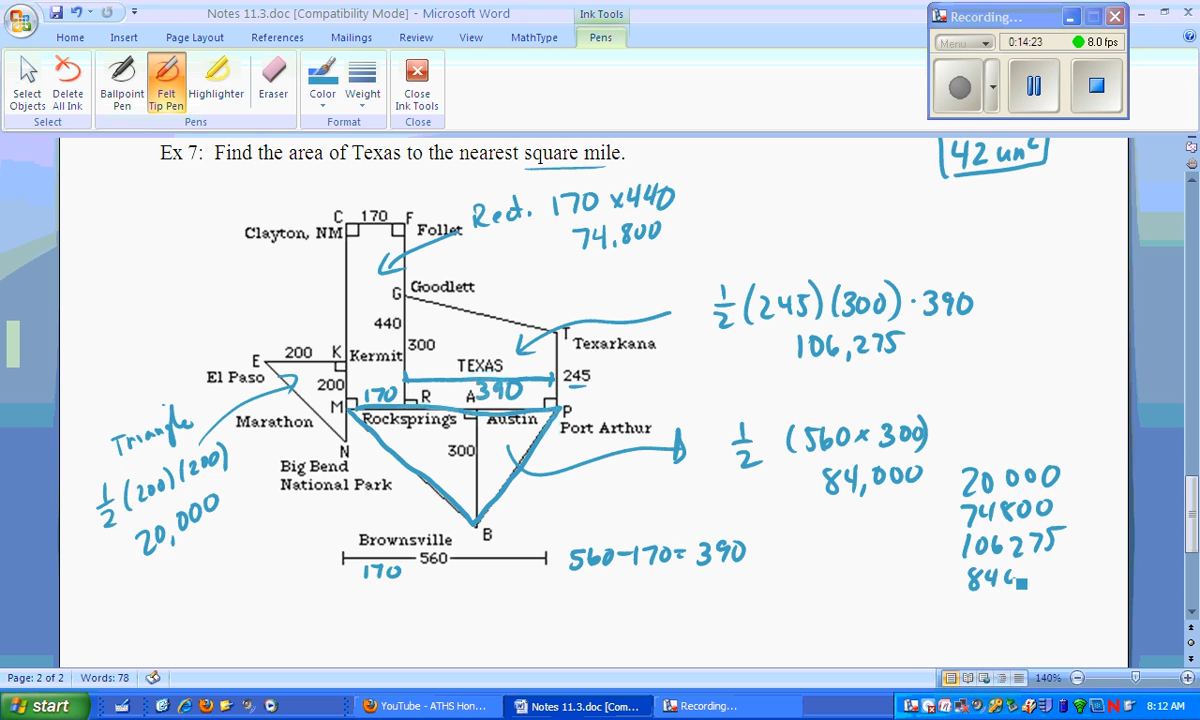 Notes 11.3.doc [Compatibility Mode] - Microsoft Word
Ink Tools
Home
Insert
Page Layout
References
Mailings
Review
View
MathType
Pens
Recording...
Menu
0:14:23
8.0 fps
Select
Objects
Delete
All Ink
Ballpoint
Pen
Felt
Tip Pen
Highlighter
Eraser
Color
Weight
Close
Ink Tools
Select
Pens
Format
Close
Ex 7: Find the area of Texas to the nearest square mile.
42 un²
Rect. 170 x 440
74,800
C 170 F
Clayton, NM
Follet
G Goodlett
440
300
T
Texarkana
TEXAS
245
E 200 K Kermit
El Paso
200
170
R
A
390
M
P
Marathon
Rocksprings
Austin
Port Arthur
N
Big Bend
National Park
300
B
Brownsville
560
170
560-170= 390
1/2 (245)(300) · 390
106,275
1/2 (560 x 300)
84,000
Triangle
1/2 (200)(200)
20,000
20 000
74800
106275
840
Page: 2 of 2
Words: 78
140%
start
YouTube - ATHS Hon...
Notes 11.3.doc [Com...
Recording...
8:12 AM